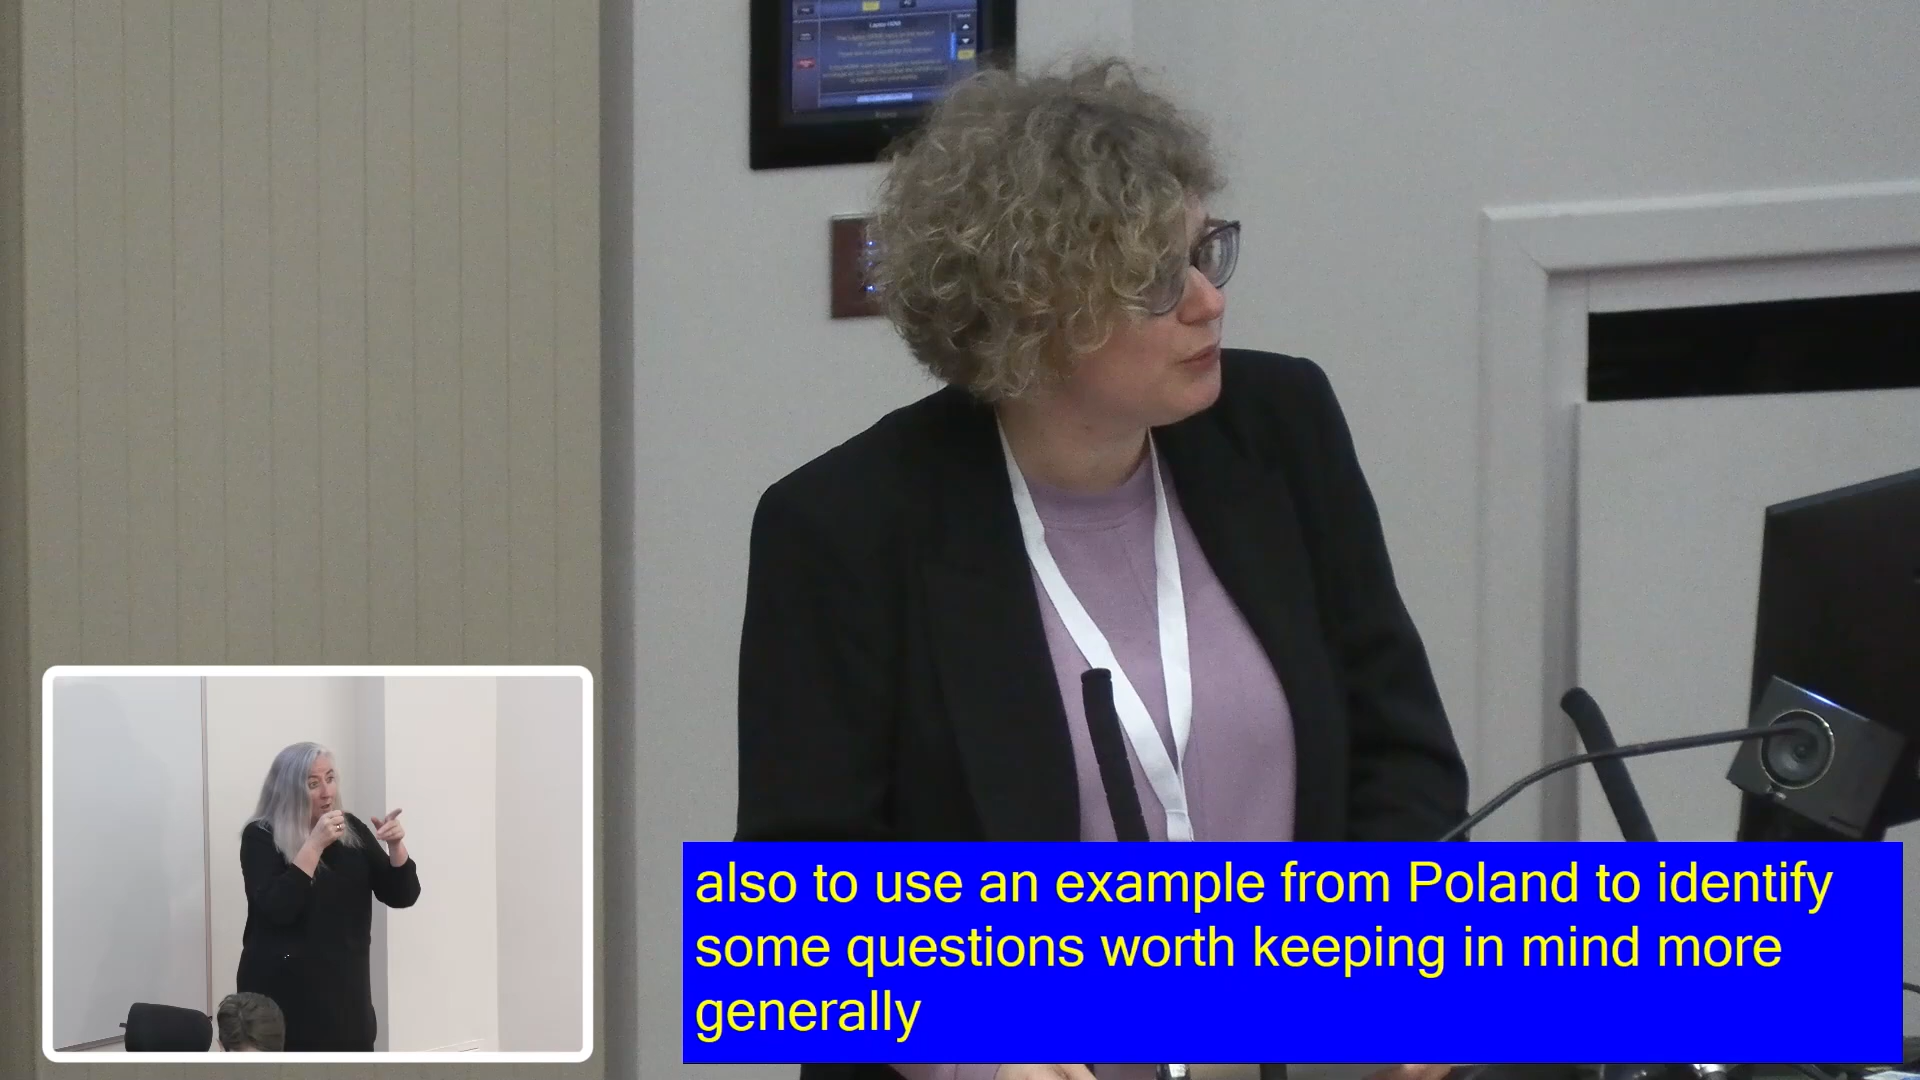 also to use an example from Poland to identify
some questions worth keeping in mind more
generally